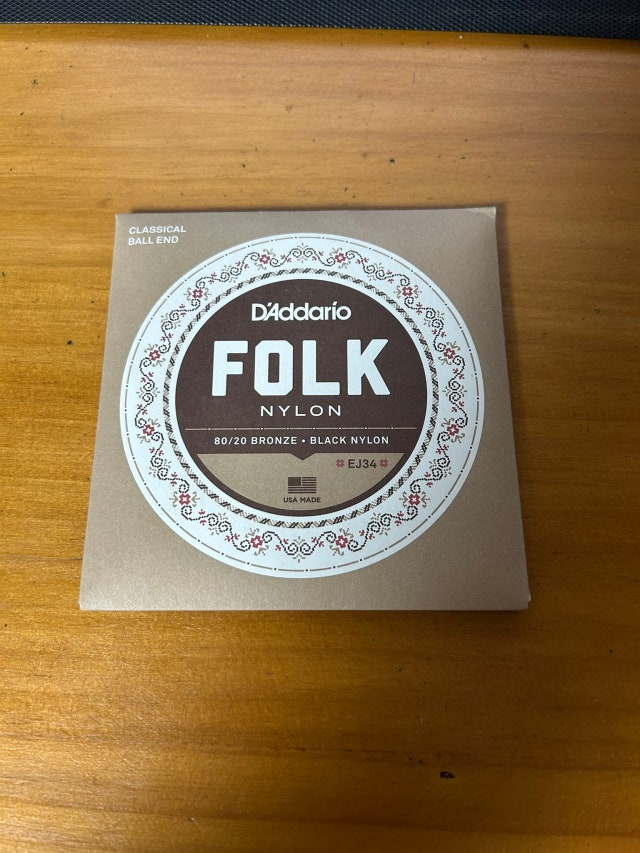 CLASSICAL
BALL END
D'Addario
FOLK
NYLON
80/20 BRONZE • BLACK NYLON
EJ34
USA MADE